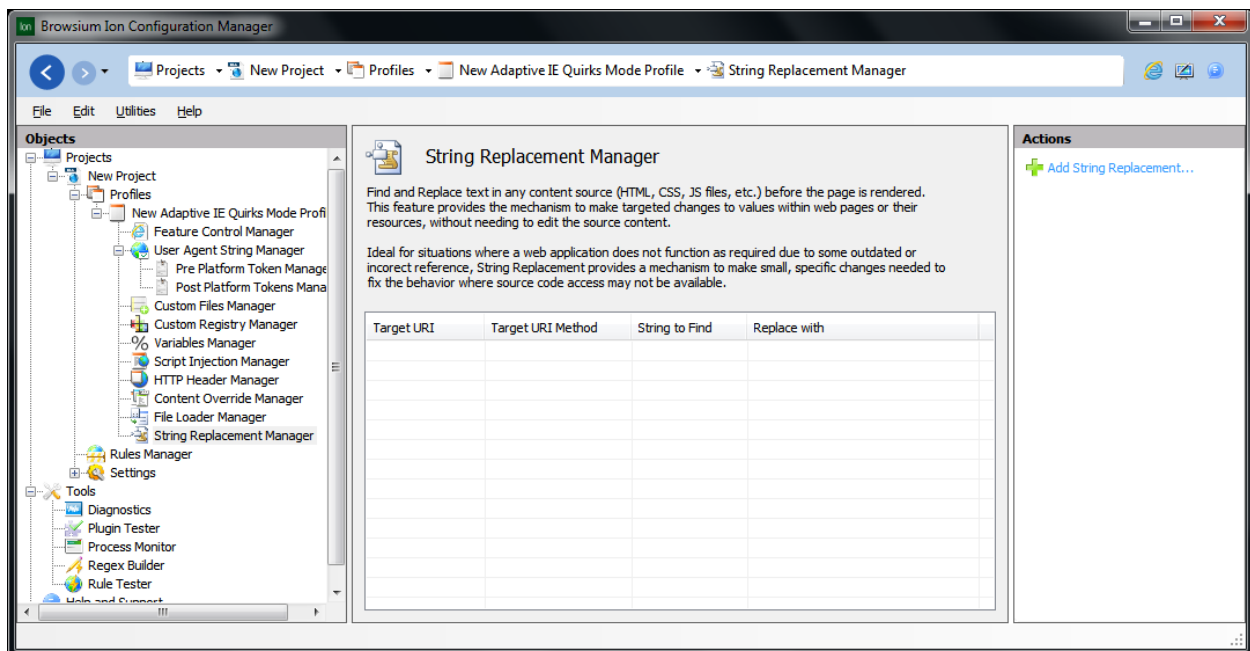 Ion Browsium Ion Configuration Manager
Projects New Project Profiles New Adaptive IE Quirks Mode Profile String Replacement Manager
File Edit Utilities Help
Objects
Projects
New Project
Profiles
New Adaptive IE Quirks Mode Profi
Feature Control Manager
User Agent String Manager
Pre Platform Token Manage
Post Platform Tokens Mana
Custom Files Manager
Custom Registry Manager
% Variables Manager
Script Injection Manager
HTTP Header Manager
Content Override Manager
File Loader Manager
String Replacement Manager
Rules Manager
Settings
Tools
Diagnostics
Plugin Tester
Process Monitor
Regex Builder
Rule Tester
Help and Support
String Replacement Manager
Find and Replace text in any content source (HTML, CSS, JS files, etc.) before the page is rendered.
This feature provides the mechanism to make targeted changes to values within web pages or their
resources, without needing to edit the source content.
Ideal for situations where a web application does not function as required due to some outdated or
incorect reference, String Replacement provides a mechanism to make small, specific changes needed to
fix the behavior where source code access may not be available.
Target URI Target URI Method String to Find Replace with
Actions
Add String Replacement...